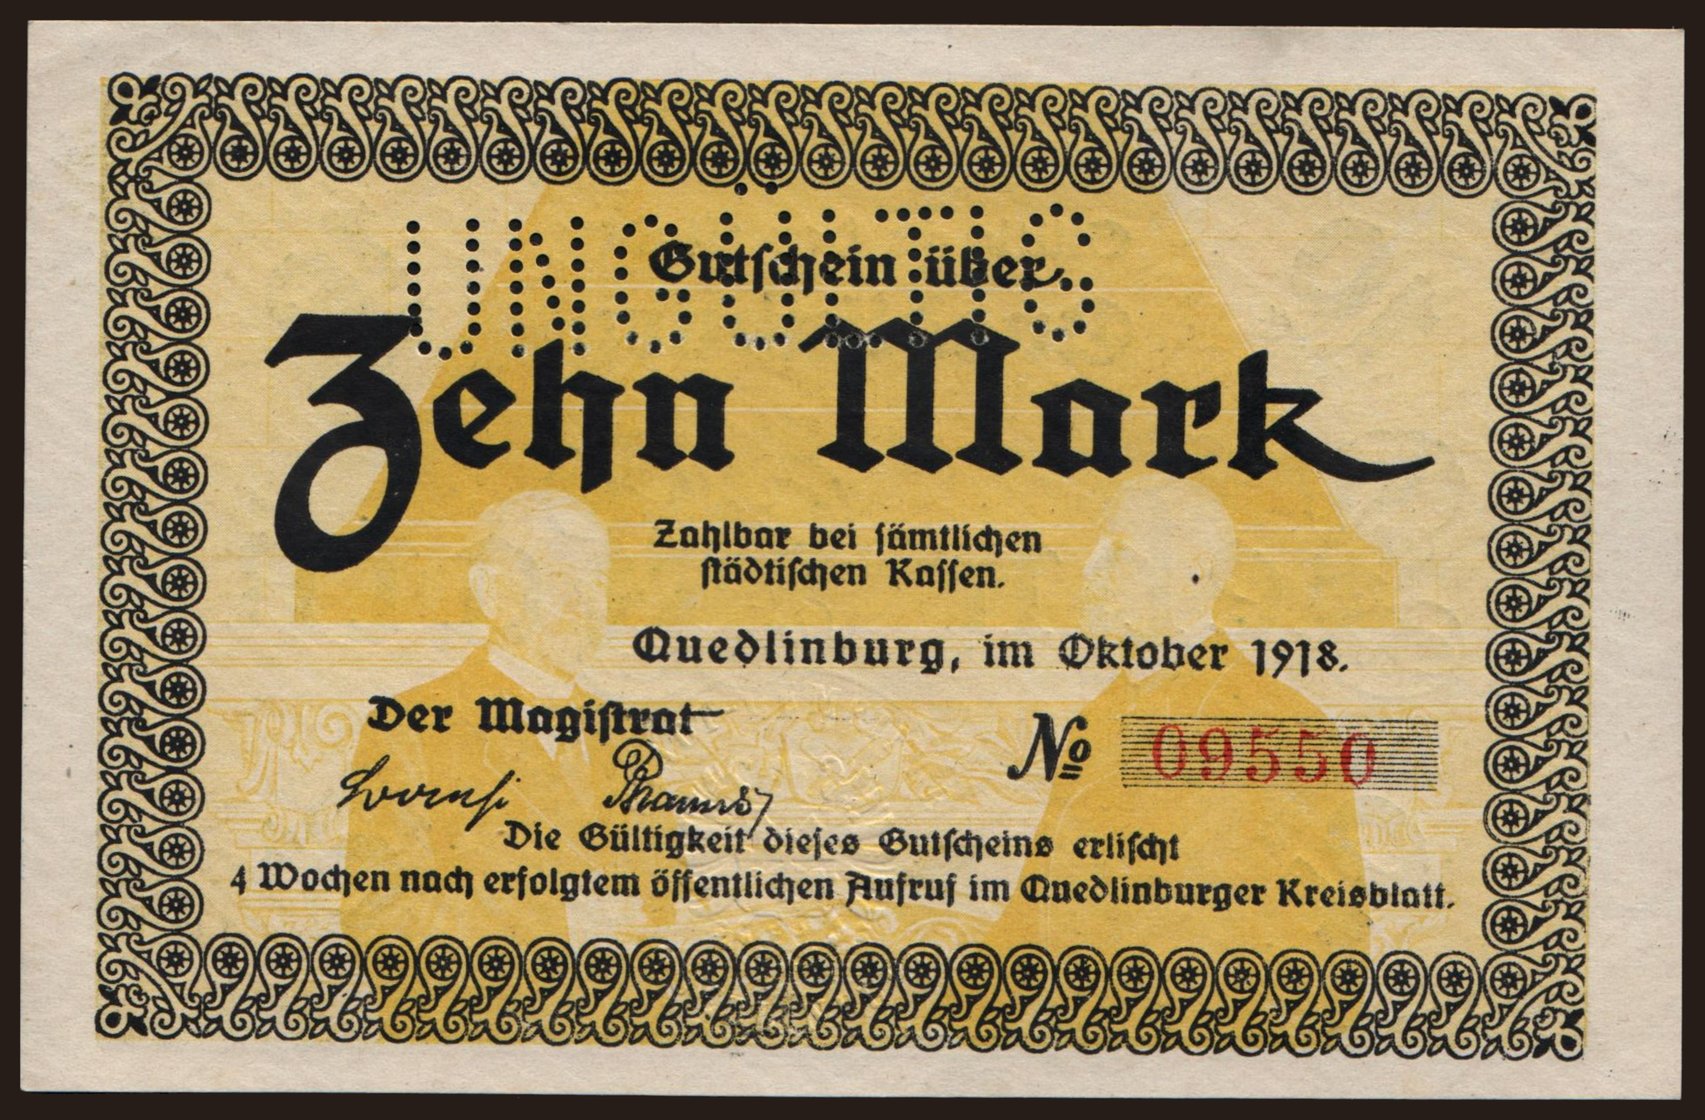 UNGÜLTIG
Gutschein über
Zehn Mark
Zahlbar bei sämtlichen
städtischen Kassen.
Quedlinburg, im Oktober 1918.
Der Magistrat
No 09550
Die Gültigkeit dieses Gutscheins erlischt
4 Wochen nach erfolgtem öffentlichen Aufruf im Quedlinburger Kreisblatt.